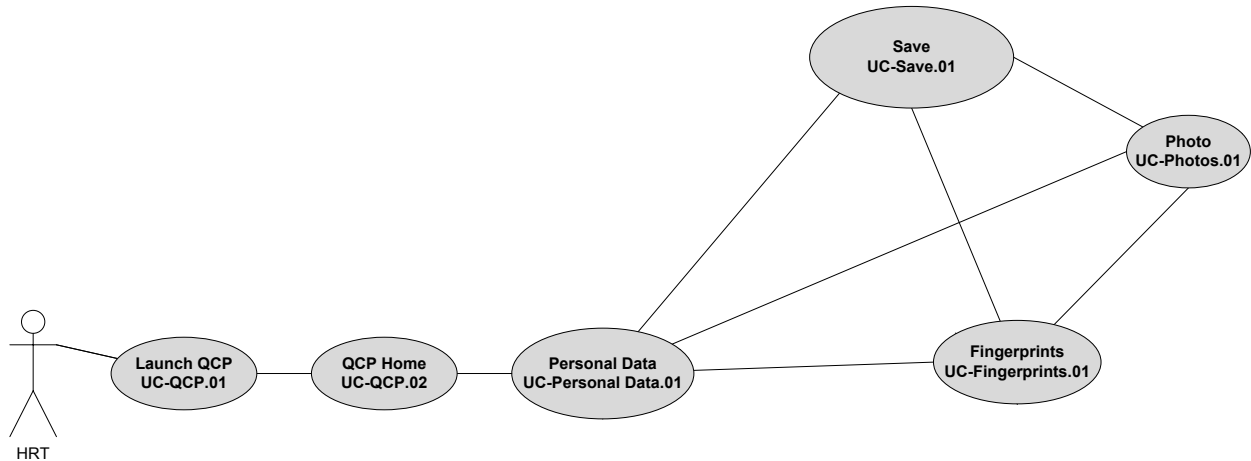 Save
UC-Save.01
Photo
UC-Photos.01
Launch QCP
UC-QCP.01
QCP Home
UC-QCP.02
Personal Data
UC-Personal Data.01
Fingerprints
UC-Fingerprints.01
HRT